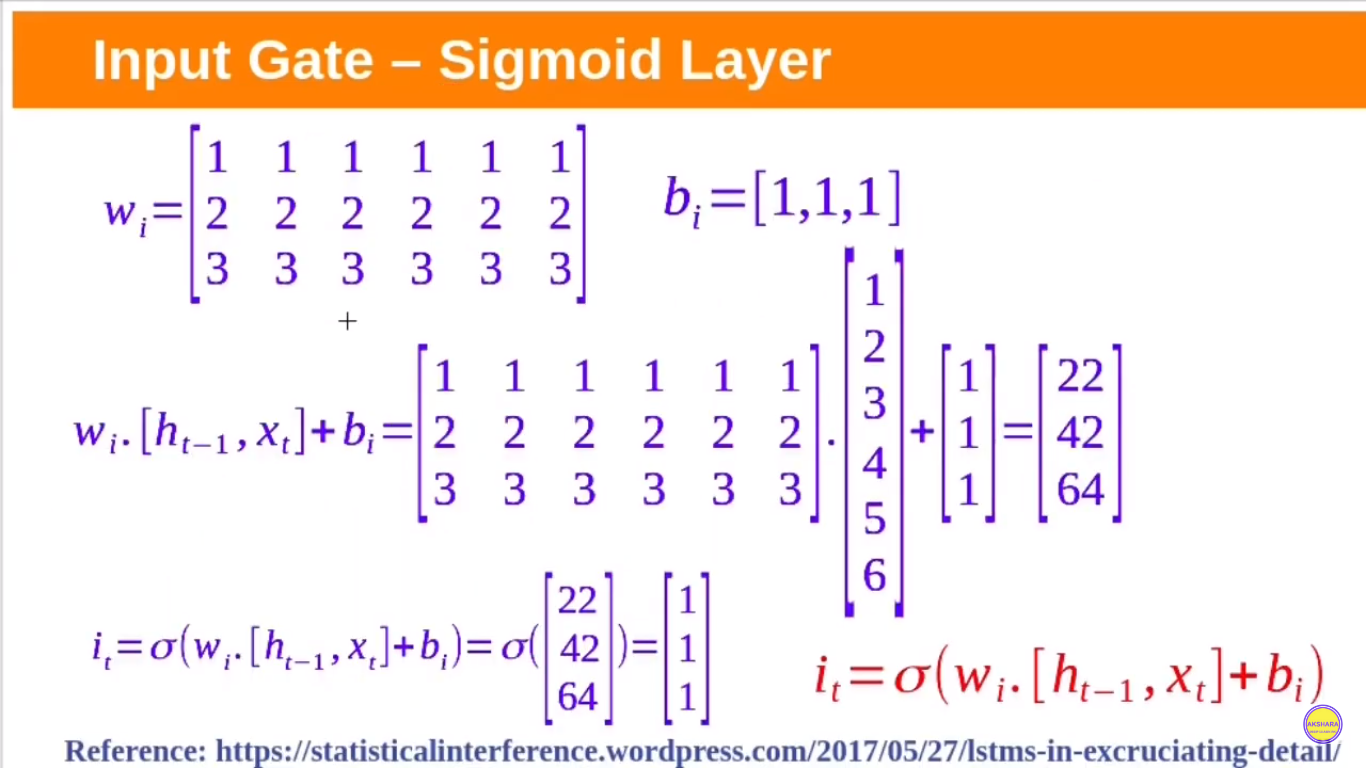 Input Gate – Sigmoid Layer
w_i = [1 1 1 1 1 1
2 2 2 2 2 2
3 3 3 3 3 3]
b_i = [1,1,1]
w_i.[h_{t−1}, x_t] + b_i = [1 1 1 1 1 1
2 2 2 2 2 2
3 3 3 3 3 3] . [1
2
3
4
5
6] + [1
1
1] = [22
42
64]
i_t = σ(w_i.[h_{t−1}, x_t] + b_i) = σ([22
42
64]) = [1
1
1]
i_t = σ(w_i.[h_{t−1}, x_t] + b_i)
AKSHARA
Reference: https://statisticalinterference.wordpress.com/2017/05/27/lstms-in-excruciating-detail/